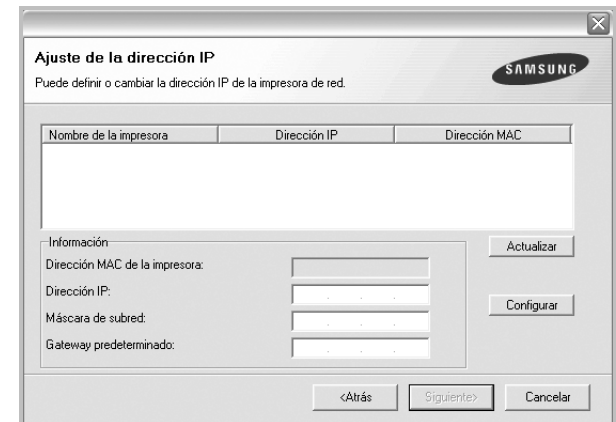 Ajuste de la dirección IP
SAMSUNG
Puede definir o cambiar la dirección IP de la impresora de red.
Nombre de la impresora Dirección IP Dirección MAC
Información
Actualizar
Dirección MAC de la impresora:
Dirección IP:
Configurar
Máscara de subred:
Gateway predeterminado:
<Atrás Siguiente> Cancelar